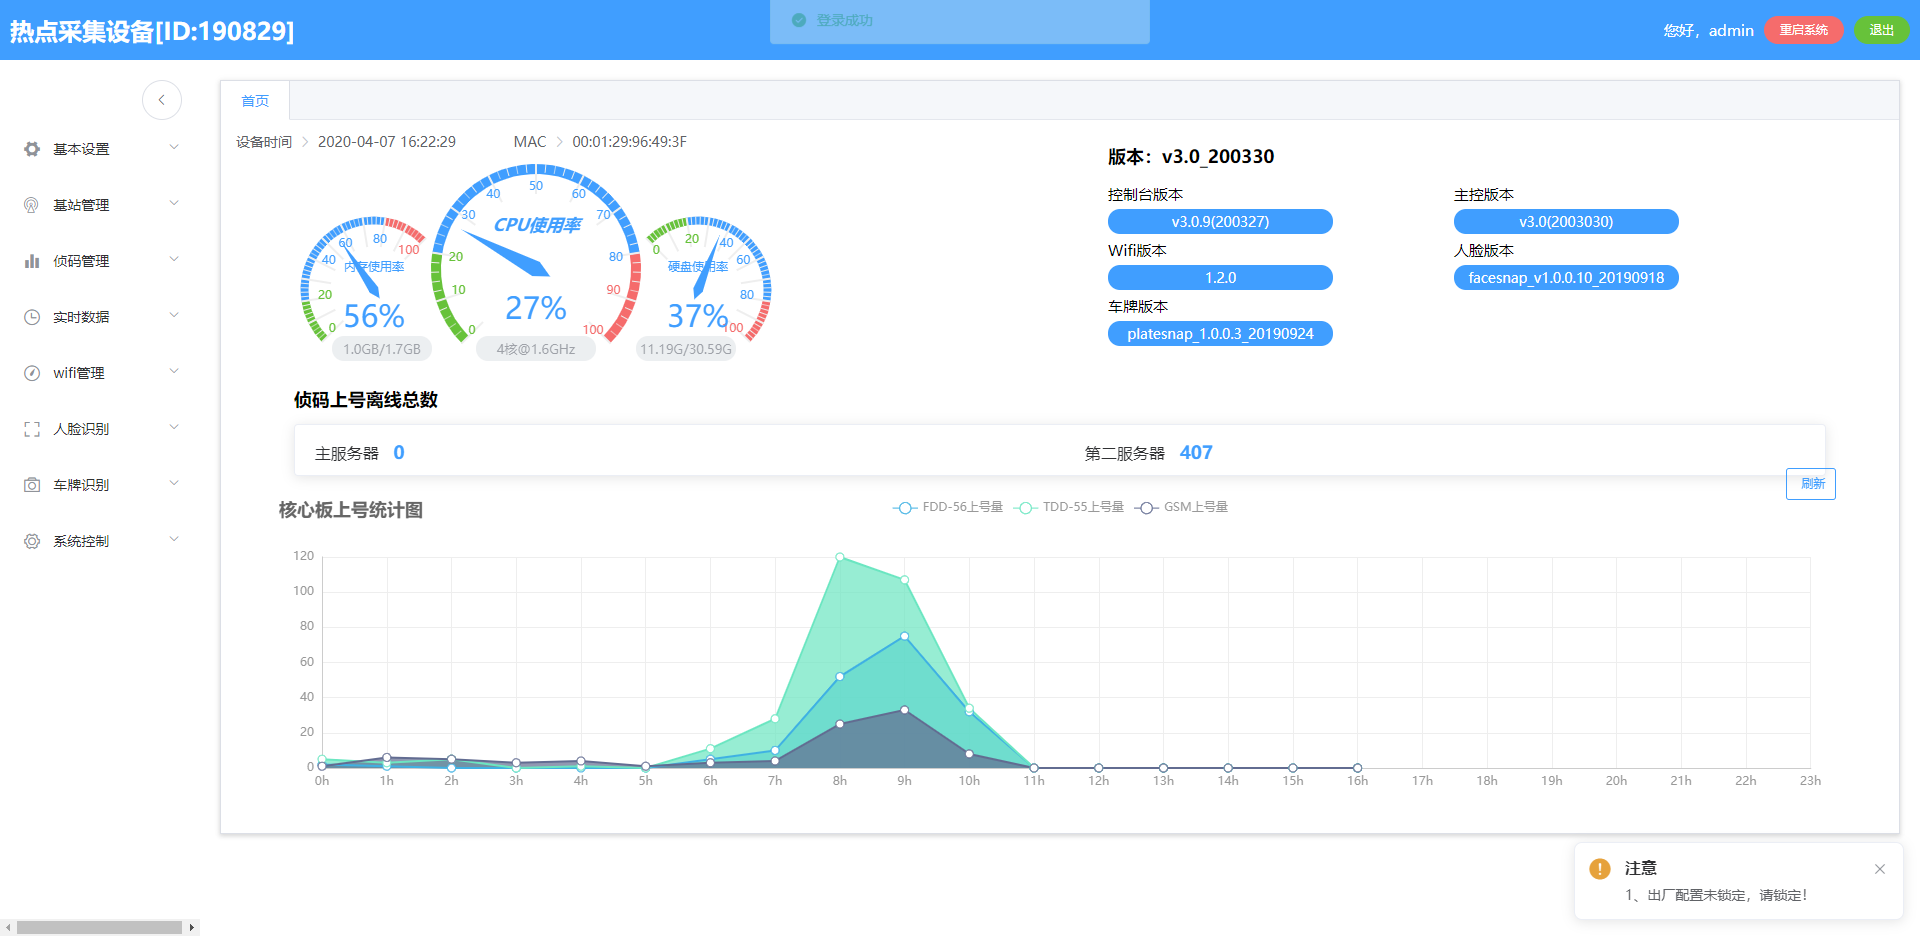 热点采集设备[ID:190829]
登录成功
您好，admin
重启系统
退出
基本设置
基站管理
侦码管理
实时数据
wifi管理
人脸识别
车牌识别
系统控制
首页
设备时间 2020-04-07 16:22:29 MAC 00:01:29:96:49:3F
0 20 40 60 80 100
内存使用率
56%
1.0GB/1.7GB
0 10 20 30 40 50 60 70 80 90 100
CPU使用率
27%
4核@1.6GHz
0 20 40 60 80 100
硬盘使用率
37%
11.19G/30.59G
版本：v3.0_200330
控制台版本
v3.0.9(200327)
主控版本
v3.0(2003030)
Wifi版本
1.2.0
人脸版本
facesnap_v1.0.0.10_20190918
车牌版本
platesnap_1.0.0.3_20190924
侦码上号离线总数
主服务器 0
第二服务器 407
刷新
核心板上号统计图
FDD-56上号量 TDD-55上号量 GSM上号量
120
100
80
60
40
20
0
0h 1h 2h 3h 4h 5h 6h 7h 8h 9h 10h 11h 12h 13h 14h 15h 16h 17h 18h 19h 20h 21h 22h 23h
注意
1、出厂配置未锁定，请锁定！